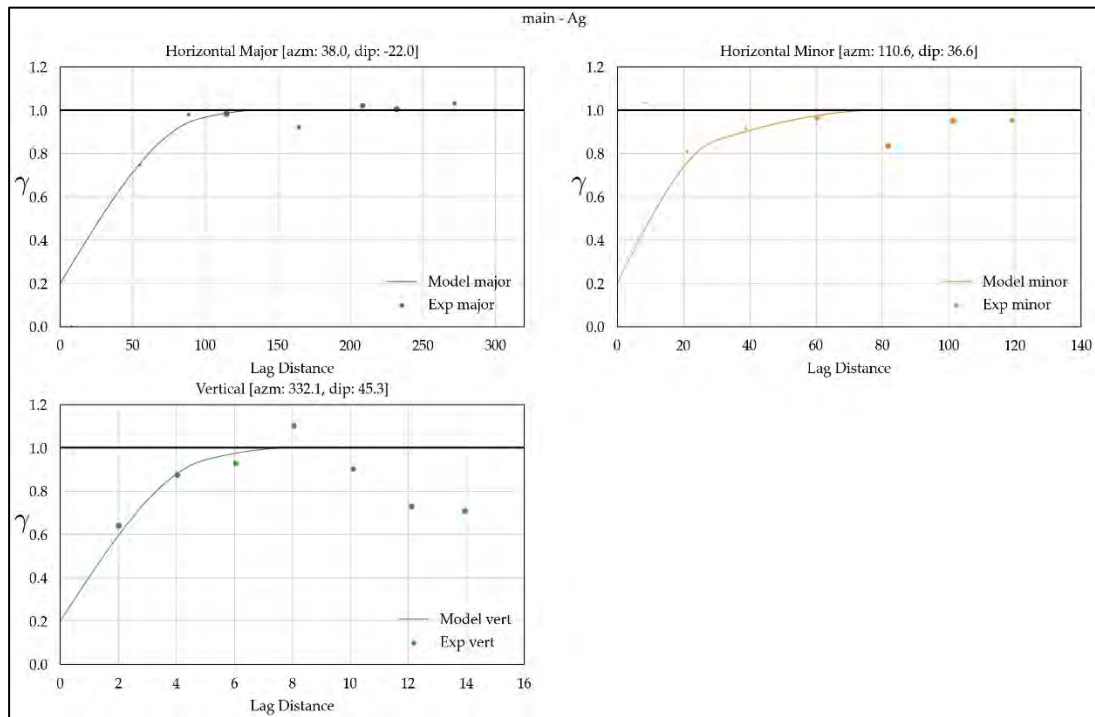 main - Ag
Horizontal Major [azm: 38.0, dip: -22.0]
1.2
1.0
0.8
0.6
0.4
0.2
0.0
γ
Model major
Exp major
0 50 100 150 200 250 300
Lag Distance
Horizontal Minor [azm: 110.6, dip: 36.6]
1.2
1.0
0.8
0.6
0.4
0.2
0.0
γ
Model minor
Exp minor
0 20 40 60 80 100 120 140
Lag Distance
Vertical [azm: 332.1, dip: 45.3]
1.2
1.0
0.8
0.6
0.4
0.2
0.0
γ
Model vert
Exp vert
0 2 4 6 8 10 12 14 16
Lag Distance